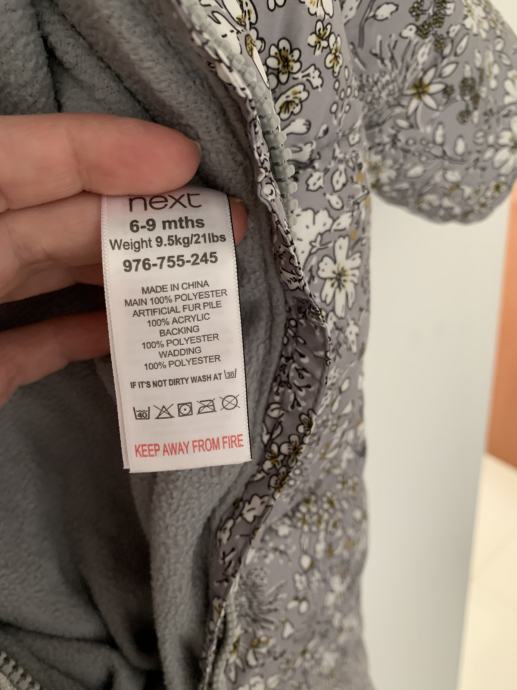 next
6-9 mths
Weight 9.5kg/21lbs
976-755-245
MADE IN CHINA
MAIN 100% POLYESTER
ARTIFICIAL FUR PILE
100% ACRYLIC
BACKING
100% POLYESTER
WADDING
100% POLYESTER
IF IT'S NOT DIRTY WASH AT 30
40
KEEP AWAY FROM FIRE